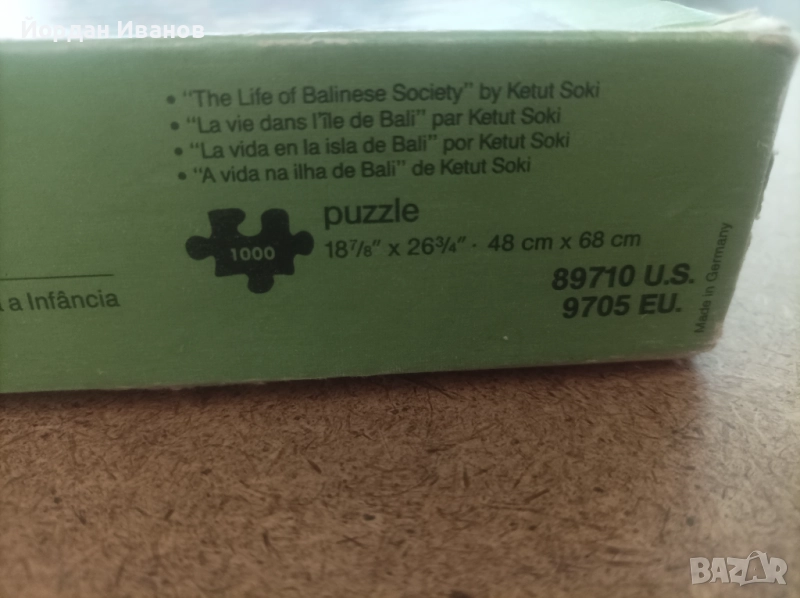 Йордан Иванов
• "The Life of Balinese Society" by Ketut Soki
• "La vie dans l'île de Bali" par Ketut Soki
• "La vida en la isla de Bali" por Ketut Soki
• "A vida na ilha de Bali" de Ketut Soki
puzzle
1000
18⅞" x 26¾" · 48 cm x 68 cm
a Infância
89710 U.S.
9705 EU.
Made in Germany
BAZAR